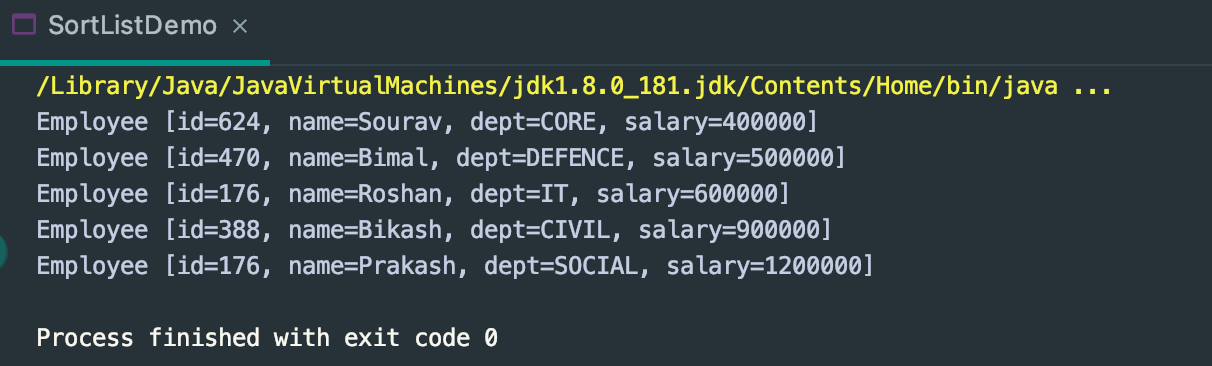 SortListDemo ×
/Library/Java/JavaVirtualMachines/jdk1.8.0_181.jdk/Contents/Home/bin/java ...
Employee [id=624, name=Sourav, dept=CORE, salary=400000]
Employee [id=470, name=Bimal, dept=DEFENCE, salary=500000]
Employee [id=176, name=Roshan, dept=IT, salary=600000]
Employee [id=388, name=Bikash, dept=CIVIL, salary=900000]
Employee [id=176, name=Prakash, dept=SOCIAL, salary=1200000]
Process finished with exit code 0